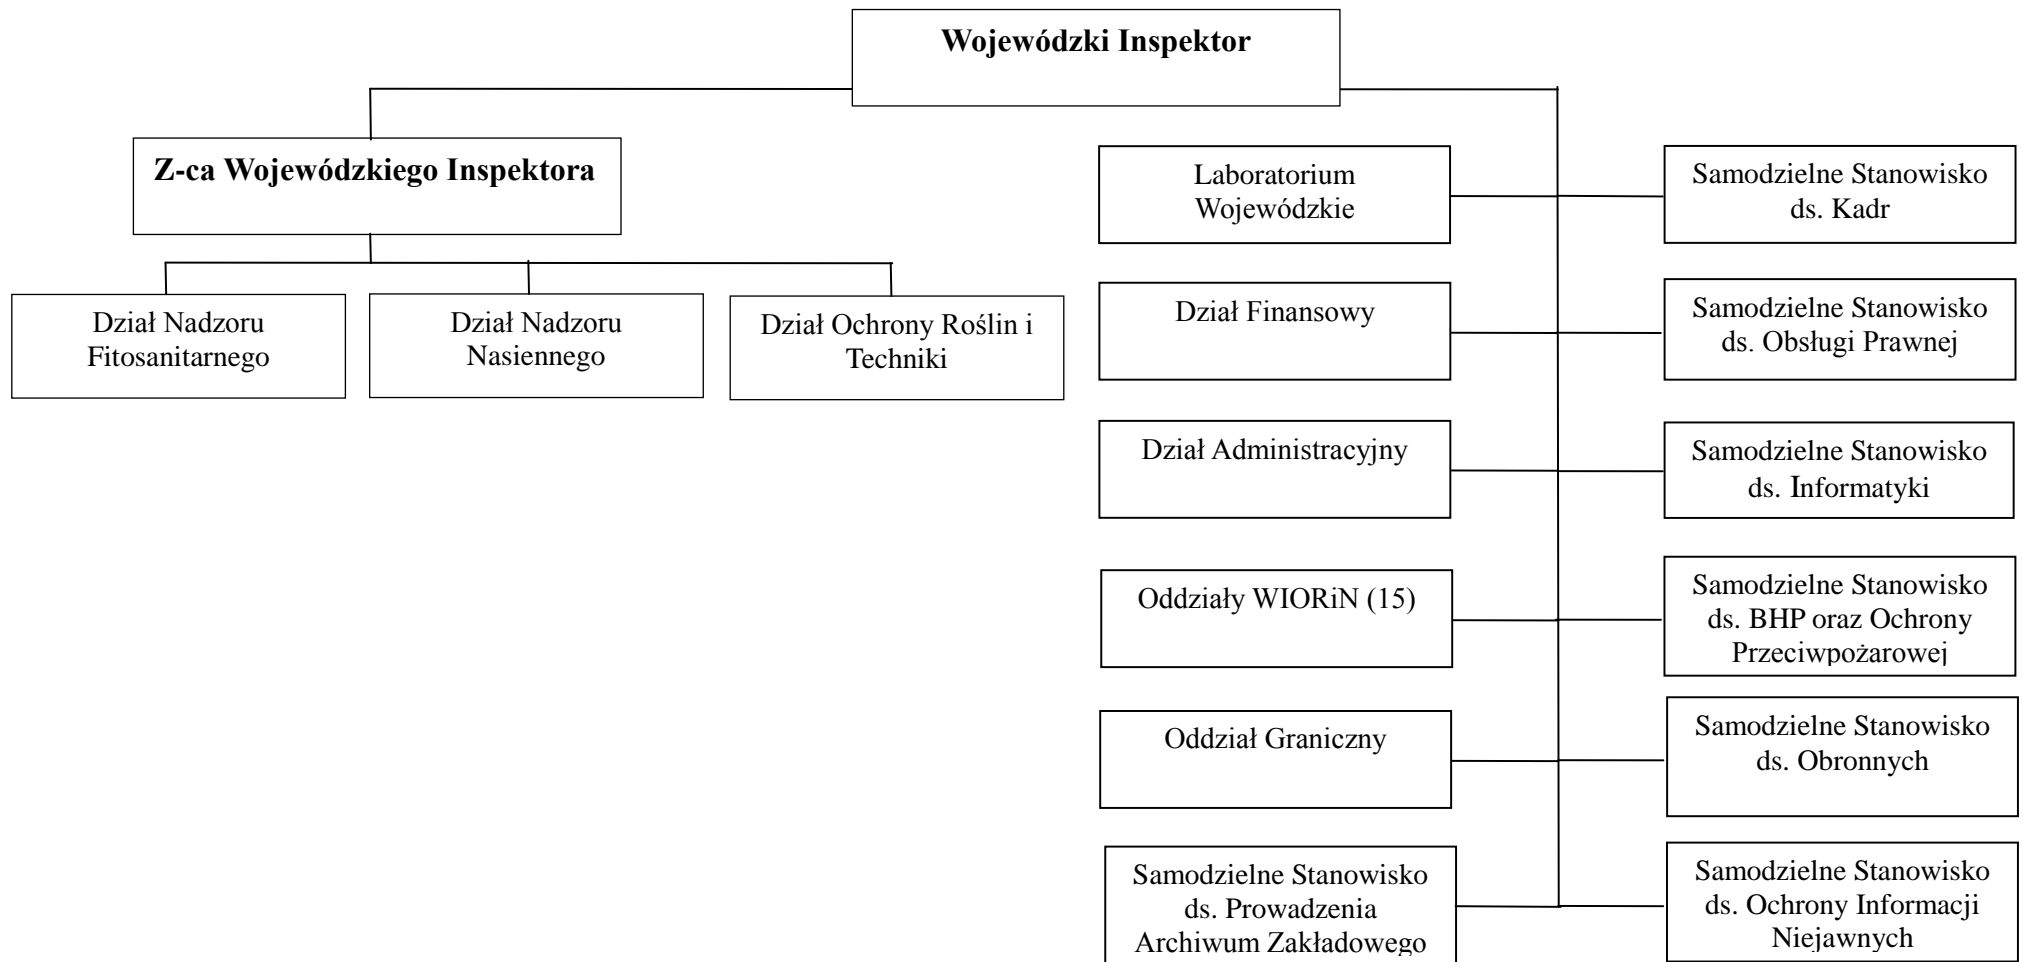 Wojewódzki Inspektor
Z-ca Wojewódzkiego Inspektora
Dział Nadzoru
Fitosanitarnego
Dział Nadzoru
Nasiennego
Dział Ochrony Roślin i
Techniki
Laboratorium
Wojewódzkie
Samodzielne Stanowisko
ds. Kadr
Dział Finansowy
Samodzielne Stanowisko
ds. Obsługi Prawnej
Dział Administracyjny
Samodzielne Stanowisko
ds. Informatyki
Oddziały WIORiN (15)
Samodzielne Stanowisko
ds. BHP oraz Ochrony
Przeciwpożarowej
Oddział Graniczny
Samodzielne Stanowisko
ds. Obronnych
Samodzielne Stanowisko
ds. Prowadzenia
Archiwum Zakładowego
Samodzielne Stanowisko
ds. Ochrony Informacji
Niejawnych